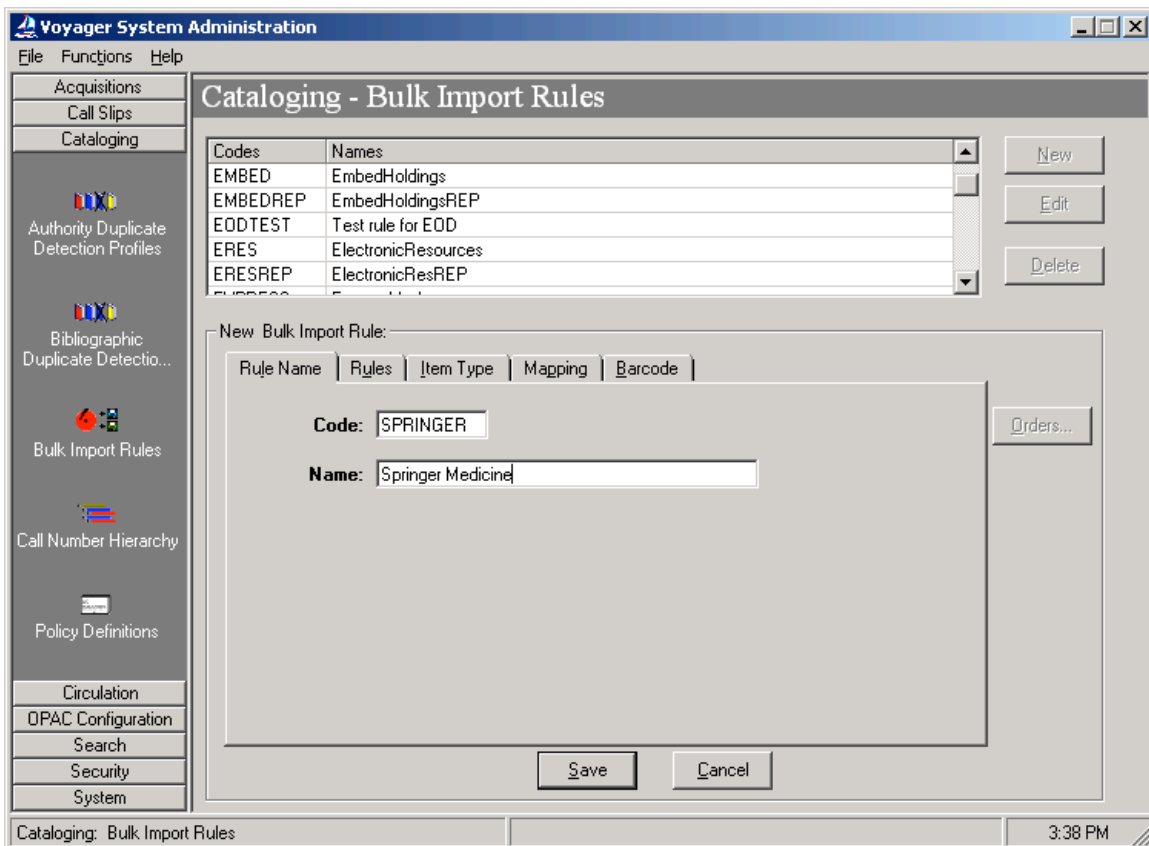 Voyager System Administration
File Functions Help
Acquisitions
Call Slips
Cataloging
Authority Duplicate
Detection Profiles
Bibliographic
Duplicate Detectio...
Bulk Import Rules
Call Number Hierarchy
Policy Definitions
Circulation
OPAC Configuration
Search
Security
System
Cataloging - Bulk Import Rules
Codes Names
EMBED EmbedHoldings
EMBEDREP EmbedHoldingsREP
EODTEST Test rule for EOD
ERES ElectronicResources
ERESREP ElectronicResREP
New
Edit
Delete
New Bulk Import Rule:
Rule Name Rules Item Type Mapping Barcode
Code: SPRINGER
Name: Springer Medicine
Orders...
Save Cancel
Cataloging: Bulk Import Rules 3:38 PM